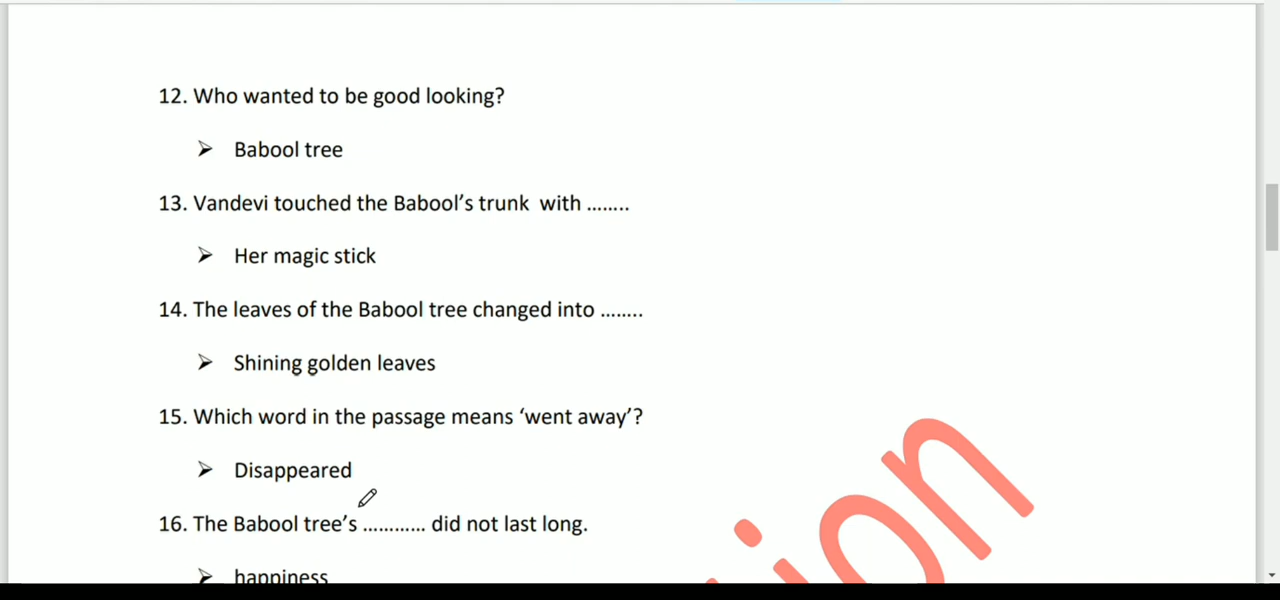 12. Who wanted to be good looking?
➢ Babool tree
13. Vandevi touched the Babool's trunk with ........
➢ Her magic stick
14. The leaves of the Babool tree changed into ........
➢ Shining golden leaves
15. Which word in the passage means 'went away'?
➢ Disappeared
16. The Babool tree's ............ did not last long.
➢ happiness
ion